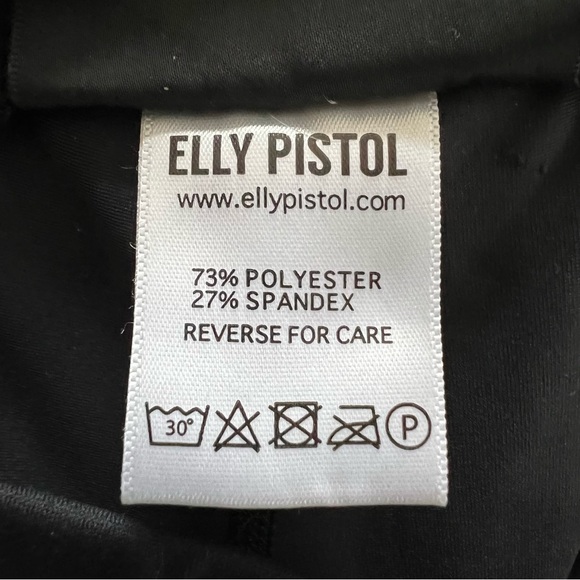 ELLY PISTOL
www.ellypistol.com
73% POLYESTER
27% SPANDEX
REVERSE FOR CARE
30° P